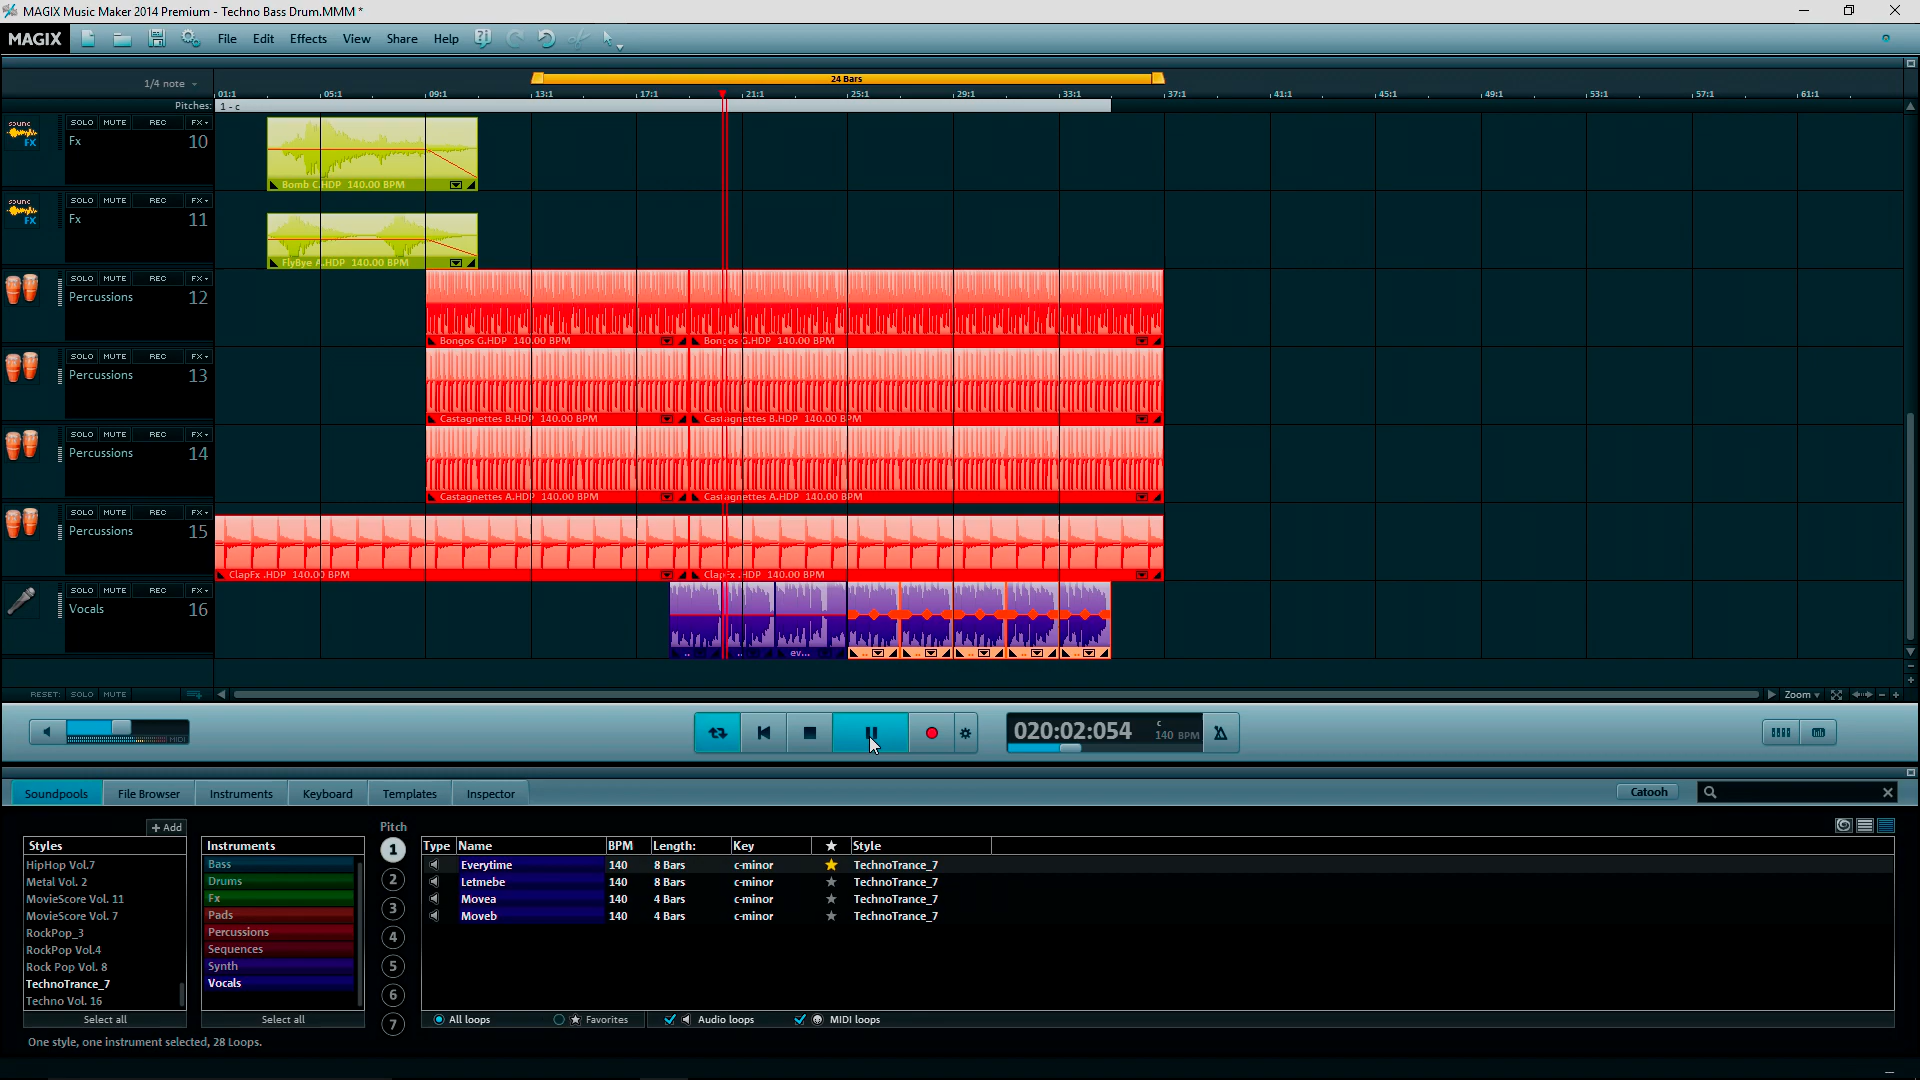 MAGIX Music Maker 2014 Premium - Techno Bass Drum.MMM *
MAGIX File Edit Effects View Share Help
24 Bars
1/4 note
01:1 05:1 09:1 13:1 17:1 21:1 25:1 29:1 33:1 37:1 41:1 45:1 49:1 53:1 57:1 61:1
Pitches: 1 - c
sound FX SOLO MUTE REC FX
Fx 10
Bomb C.HDP 140.00 BPM
sound FX SOLO MUTE REC FX
Fx 11
FlyBye A.HDP 140.00 BPM
SOLO MUTE REC FX
Percussions 12
Bongos G.HDP 140.00 BPM Bongos G.HDP 140.00 BPM
SOLO MUTE REC FX
Percussions 13
Castagnettes B.HDP 140.00 BPM Castagnettes B.HDP 140.00 BPM
SOLO MUTE REC FX
Percussions 14
Castagnettes A.HDP 140.00 BPM Castagnettes A.HDP 140.00 BPM
SOLO MUTE REC FX
Percussions 15
ClapFx .HDP 140.00 BPM ClapFx .HDP 140.00 BPM
SOLO MUTE REC FX
Vocals 16
.. .. ev... .. .. .. .. ..
RESET: SOLO MUTE Zoom
MIDI 020:02:054 c 140 BPM
Soundpools File Browser Instruments Keyboard Templates Inspector Catooh
+ Add Pitch
Styles Instruments 1 Type Name BPM Length: Key ★ Style
HipHop Vol.7 Bass Everytime 140 8 Bars c-minor ★ TechnoTrance_7
Metal Vol. 2 Drums 2 Letmebe 140 8 Bars c-minor ★ TechnoTrance_7
MovieScore Vol. 11 Fx Movea 140 4 Bars c-minor ★ TechnoTrance_7
MovieScore Vol. 7 Pads 3 Moveb 140 4 Bars c-minor ★ TechnoTrance_7
RockPop_3 Percussions 4
RockPop Vol.4 Sequences
Rock Pop Vol. 8 Synth 5
TechnoTrance_7 Vocals
Techno Vol. 16 6
Select all Select all 7 All loops ★ Favorites Audio loops MIDI loops
One style, one instrument selected, 28 Loops.